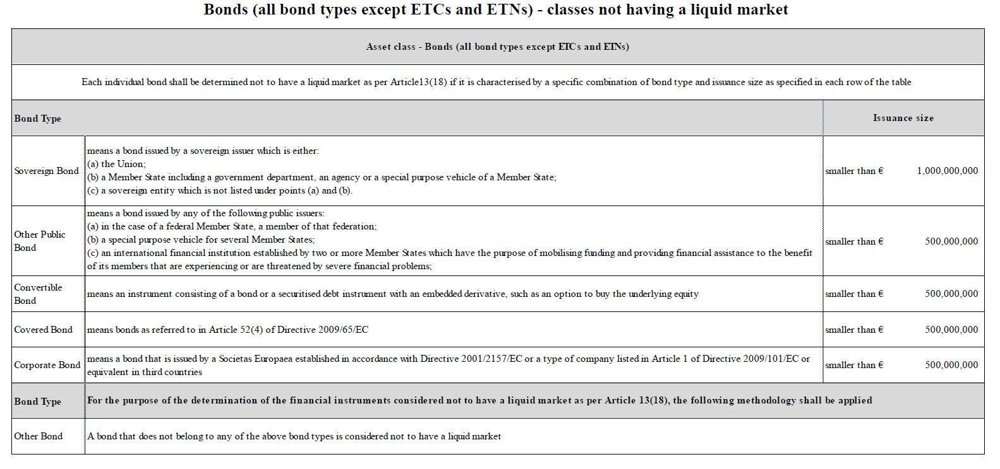 Bonds (all bond types except ETCs and ETNs) - classes not having a liquid market
Asset class - Bonds (all bond types except ETCs and ETNs)
Each individual bond shall be determined not to have a liquid market as per Article13(18) if it is characterised by a specific combination of bond type and issuance size as specified in each row of the table
Bond Type
Issuance size
Sovereign Bond
means a bond issued by a sovereign issuer which is either:
(a) the Union;
(b) a Member State including a government department, an agency or a special purpose vehicle of a Member State;
(c) a sovereign entity which is not listed under points (a) and (b).
smaller than € 1,000,000,000
Other Public
Bond
means a bond issued by any of the following public issuers:
(a) in the case of a federal Member State, a member of that federation;
(b) a special purpose vehicle for several Member States;
(c) an international financial institution established by two or more Member States which have the purpose of mobilising funding and providing financial assistance to the benefit
of its members that are experiencing or are threatened by severe financial problems;
smaller than € 500,000,000
Convertible
Bond
means an instrument consisting of a bond or a securitised debt instrument with an embedded derivative, such as an option to buy the underlying equity
smaller than € 500,000,000
Covered Bond
means bonds as referred to in Article 52(4) of Directive 2009/65/EC
smaller than € 500,000,000
Corporate Bond
means a bond that is issued by a Societas Europaea established in accordance with Directive 2001/2157/EC or a type of company listed in Article 1 of Directive 2009/101/EC or
equivalent in third countries
smaller than € 500,000,000
Bond Type
For the purpose of the determination of the financial instruments considered not to have a liquid market as per Article 13(18), the following methodology shall be applied
Other Bond
A bond that does not belong to any of the above bond types is considered not to have a liquid market